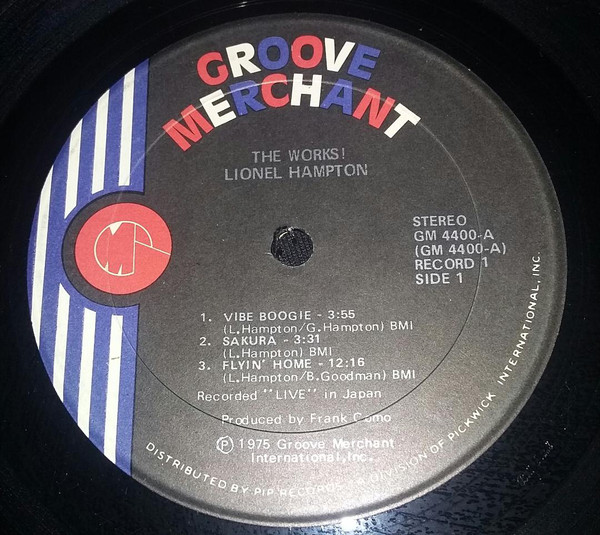 GROOVE
MERCHANT
THE WORKS!
LIONEL HAMPTON
STEREO
GM 4400-A
(GM 4400-A)
RECORD 1
SIDE 1
1. VIBE BOOGIE - 3:55
(L.Hampton/G.Hampton) BMI
2. SAKURA - 3:31
(L.Hampton) BMI
3. FLYIN' HOME - 12:16
(L.Hampton/B.Goodman) BMI
Recorded "LIVE" in Japan
Produced by Frank Como
Ⓟ 1975 Groove Merchant
International, Inc.
DISTRIBUTED BY PIP RECORDS A DIVISION OF PICKWICK INTERNATIONAL, INC.